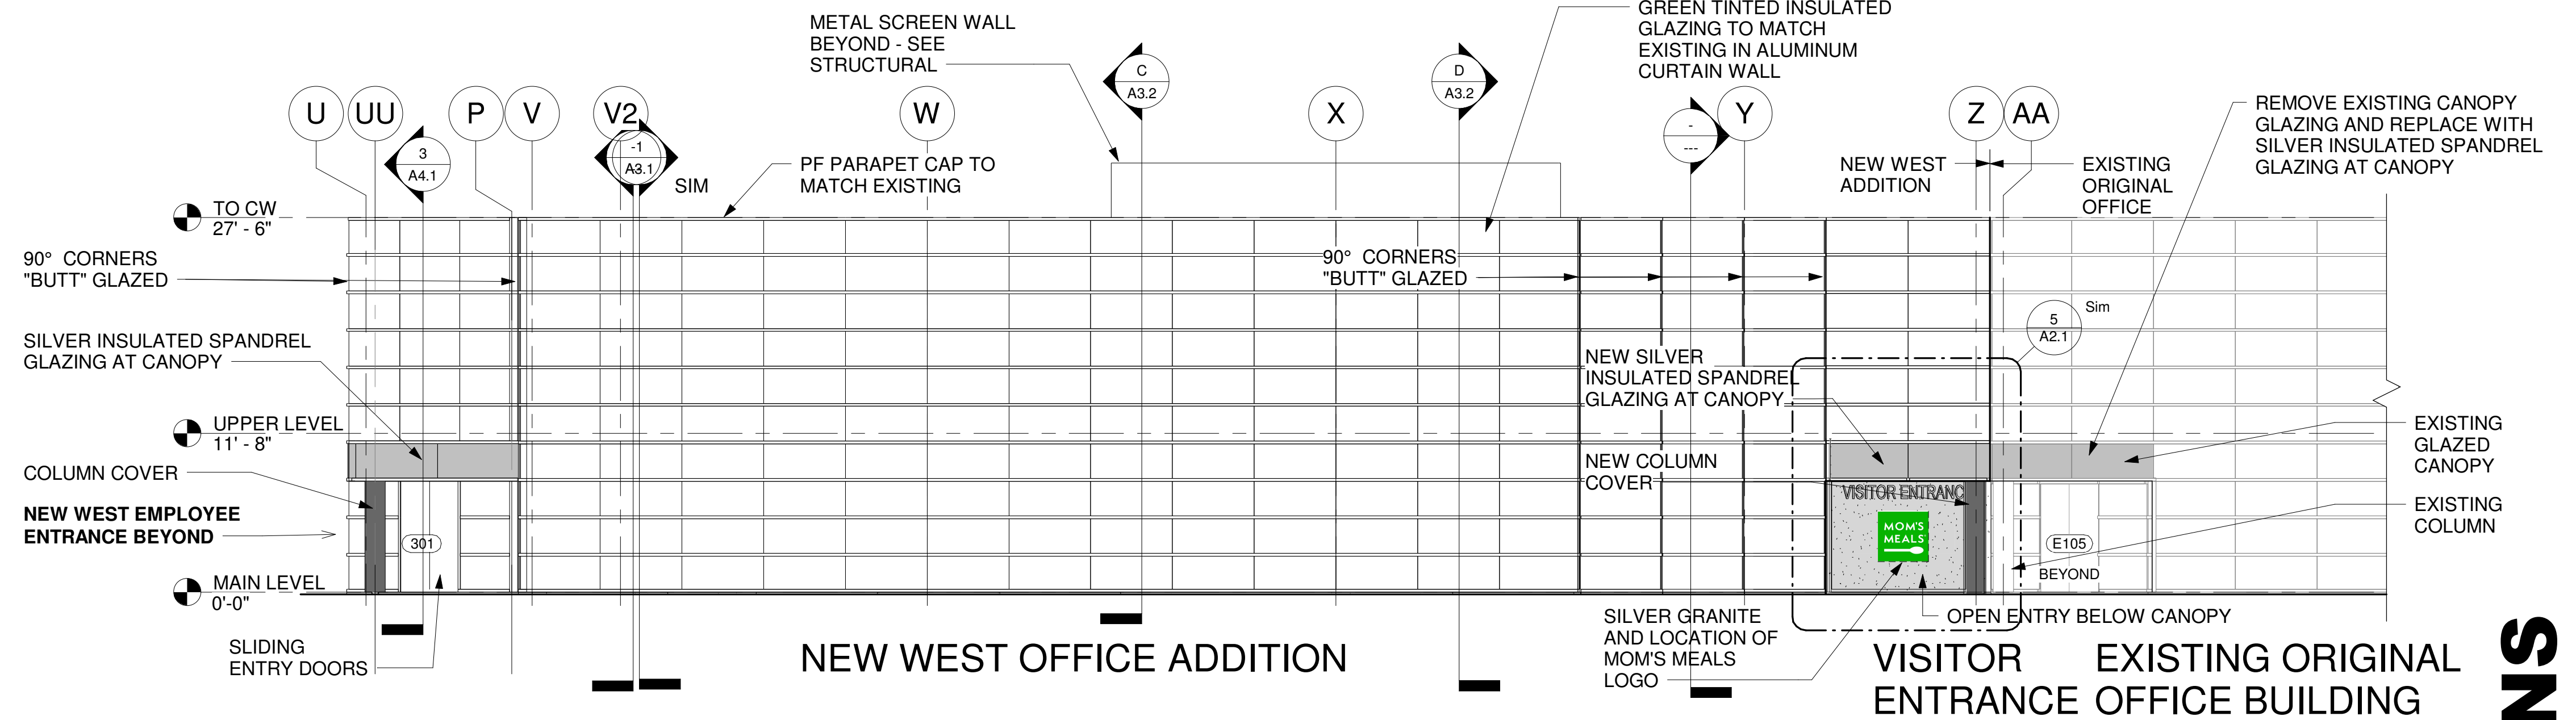 METAL SCREEN WALL
BEYOND - SEE
STRUCTURAL
GREEN TINTED INSULATED
GLAZING TO MATCH
EXISTING IN ALUMINUM
CURTAIN WALL
C
A3.2
D
A3.2
U
UU
P
V
V2
W
X
Y
Z
AA
3
A4.1
-1
A3.1
SIM
-
---
PF PARAPET CAP TO
MATCH EXISTING
NEW WEST
ADDITION
EXISTING
ORIGINAL
OFFICE
REMOVE EXISTING CANOPY
GLAZING AND REPLACE WITH
SILVER INSULATED SPANDREL
GLAZING AT CANOPY
TO CW
27' - 6"
90° CORNERS
"BUTT" GLAZED
90° CORNERS
"BUTT" GLAZED
5
A2.1
Sim
SILVER INSULATED SPANDREL
GLAZING AT CANOPY
NEW SILVER
INSULATED SPANDREL
GLAZING AT CANOPY
UPPER LEVEL
11' - 8"
EXISTING
GLAZED
CANOPY
COLUMN COVER
NEW COLUMN
COVER
VISITOR ENTRANC
NEW WEST EMPLOYEE
ENTRANCE BEYOND
301
MOM'S
MEALS
E105
BEYOND
EXISTING
COLUMN
MAIN LEVEL
0'-0"
SLIDING
ENTRY DOORS
SILVER GRANITE
AND LOCATION OF
MOM'S MEALS
LOGO
OPEN ENTRY BELOW CANOPY
NEW WEST OFFICE ADDITION
VISITOR
ENTRANCE
EXISTING ORIGINAL
OFFICE BUILDING
NS